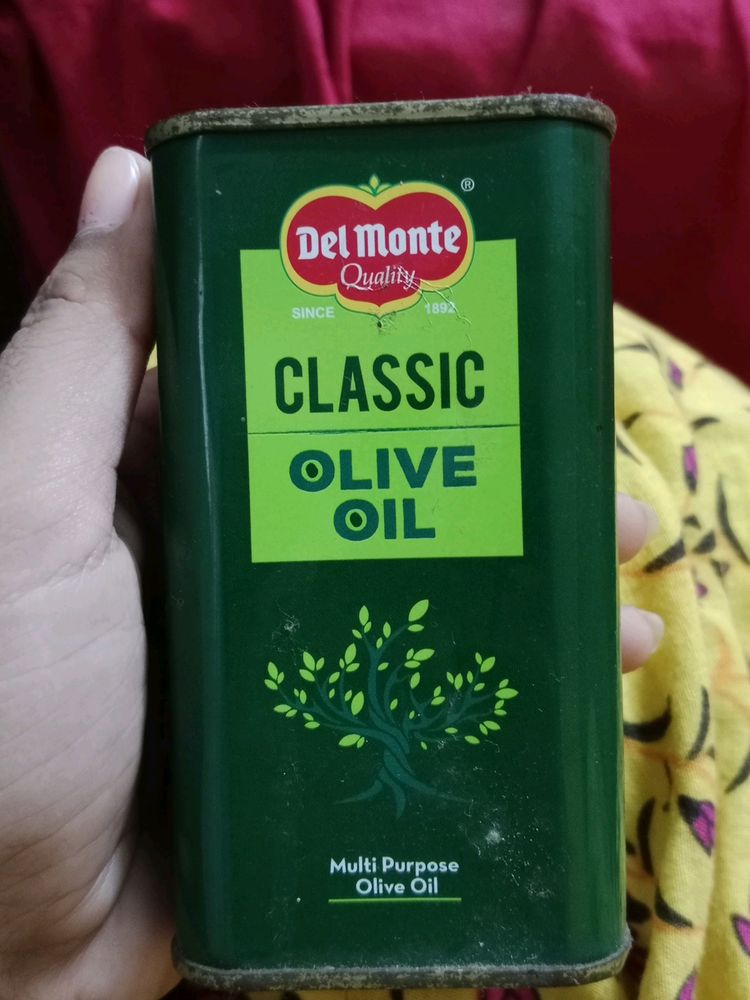 ®
Del Monte
Quality
SINCE 1892
CLASSIC
OLIVE
OIL
Multi Purpose
Olive Oil